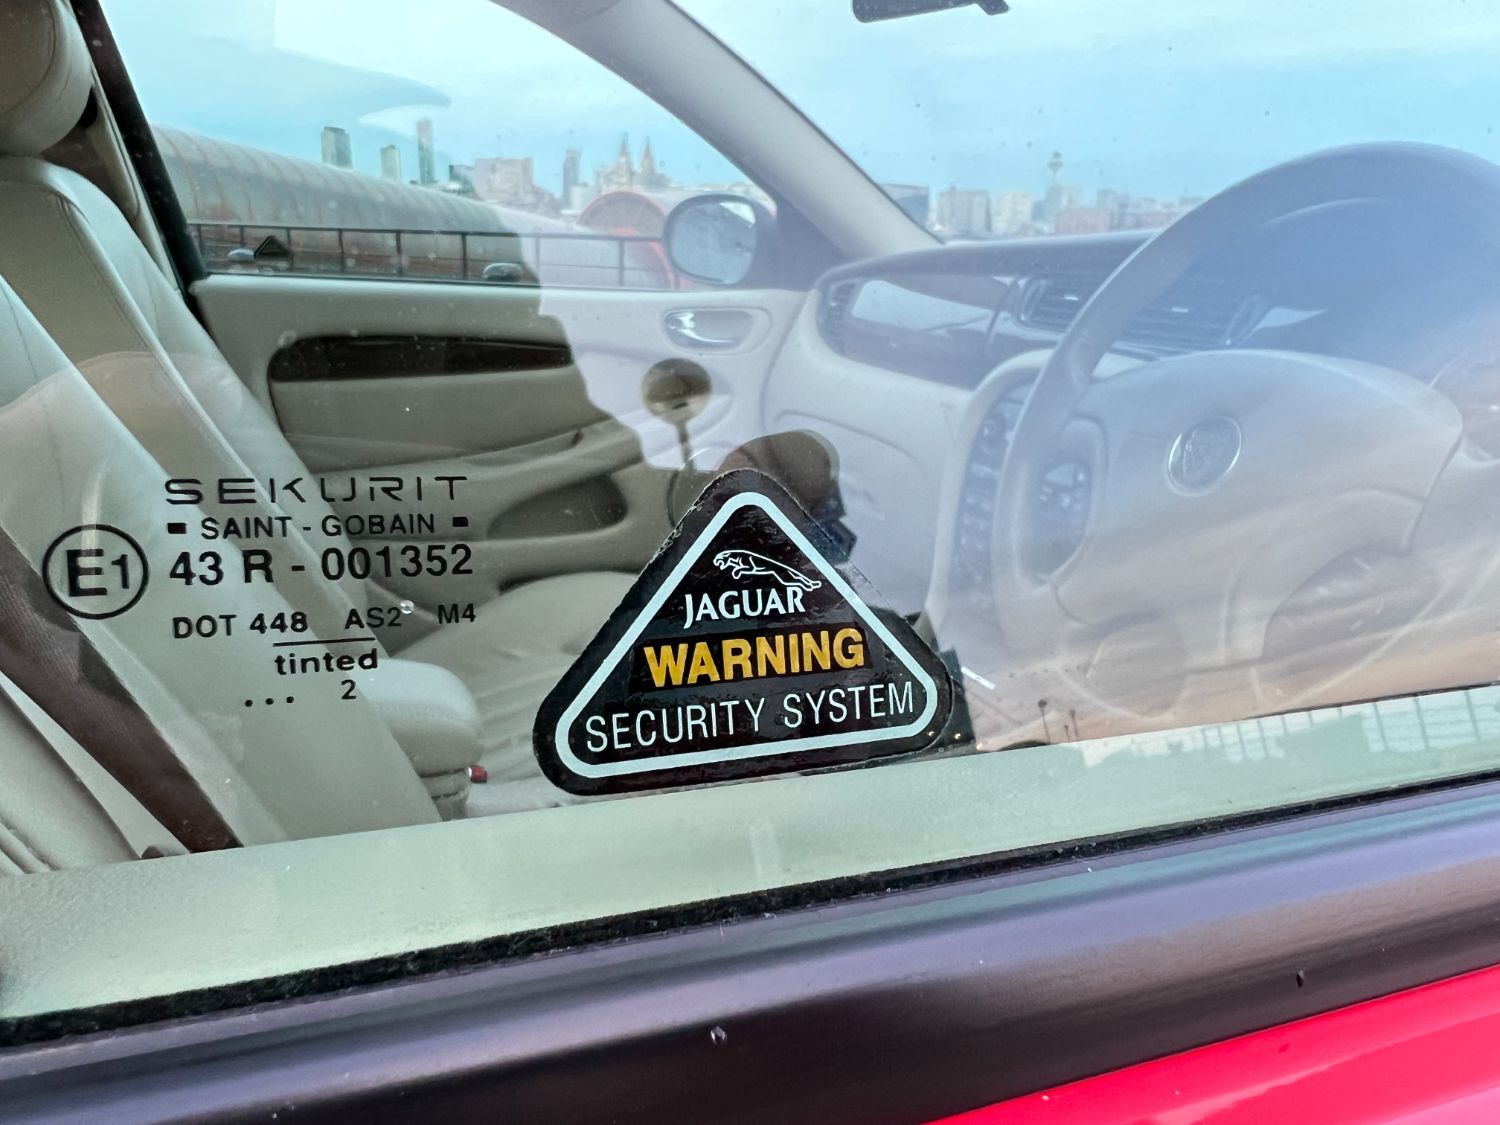 SEKURIT
SAINT - GOBAIN
E1
43 R - 001352
DOT 448 AS2 M4
tinted
... 2
JAGUAR
WARNING
SECURITY SYSTEM